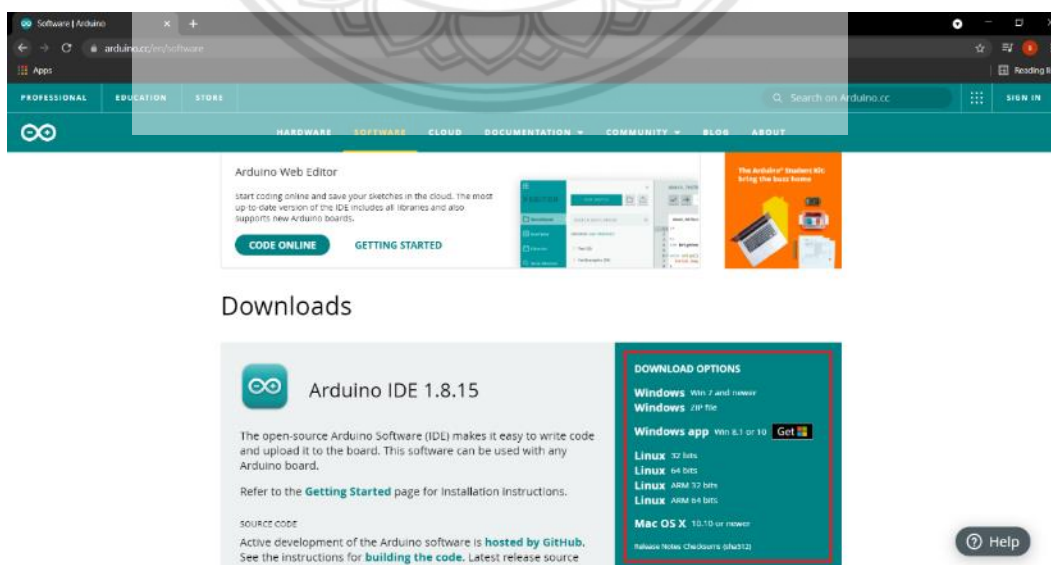 Software | Arduino
arduino.cc/en/software
Apps
Reading li
PROFESSIONAL EDUCATION STORE
Search on Arduino.cc
SIGN IN
HARDWARE SOFTWARE CLOUD DOCUMENTATION COMMUNITY BLOG ABOUT
Arduino Web Editor
Start coding online and save your sketches in the cloud. The most
up-to-date version of the IDE includes all libraries and also
supports new Arduino boards.
CODE ONLINE GETTING STARTED
The Arduino® Student Kit:
bring the buzz home
Downloads
Arduino IDE 1.8.15
The open-source Arduino Software (IDE) makes it easy to write code
and upload it to the board. This software can be used with any
Arduino board.
Refer to the Getting Started page for Installation instructions.
SOURCE CODE
Active development of the Arduino software is hosted by GitHub.
See the instructions for building the code. Latest release source
DOWNLOAD OPTIONS
Windows Win 7 and newer
Windows ZIP file
Windows app Win 8.1 or 10 Get
Linux 32 bits
Linux 64 bits
Linux ARM 32 bits
Linux ARM 64 bits
Mac OS X 10.10 or newer
Release Notes Checksums (sha512)
Help